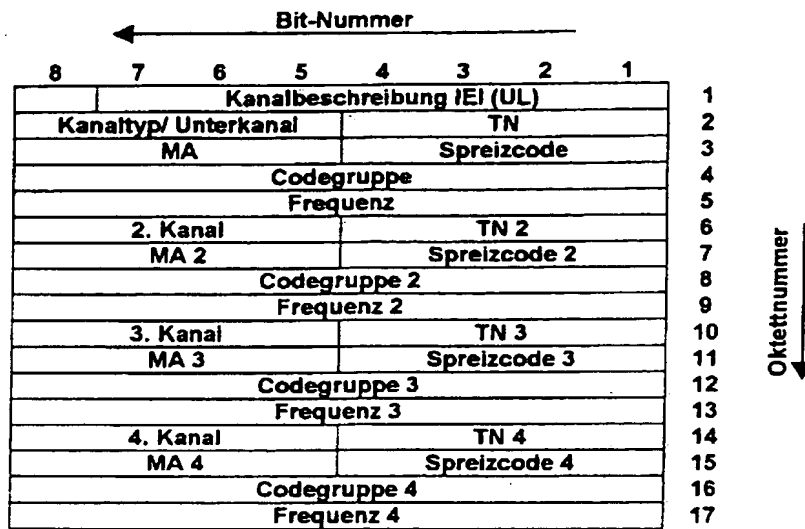 Bit-Nummer
8 7 6 5 4 3 2 1
Kanalbeschreibung IEI (UL) 1
Kanaltyp/ Unterkanal TN 2
MA Spreizcode 3
Codegruppe 4
Frequenz 5
2. Kanal TN 2 6
MA 2 Spreizcode 2 7
Codegruppe 2 8
Frequenz 2 9
3. Kanal TN 3 10
MA 3 Spreizcode 3 11
Codegruppe 3 12
Frequenz 3 13
4. Kanal TN 4 14
MA 4 Spreizcode 4 15
Codegruppe 4 16
Frequenz 4 17
Oktettnummer